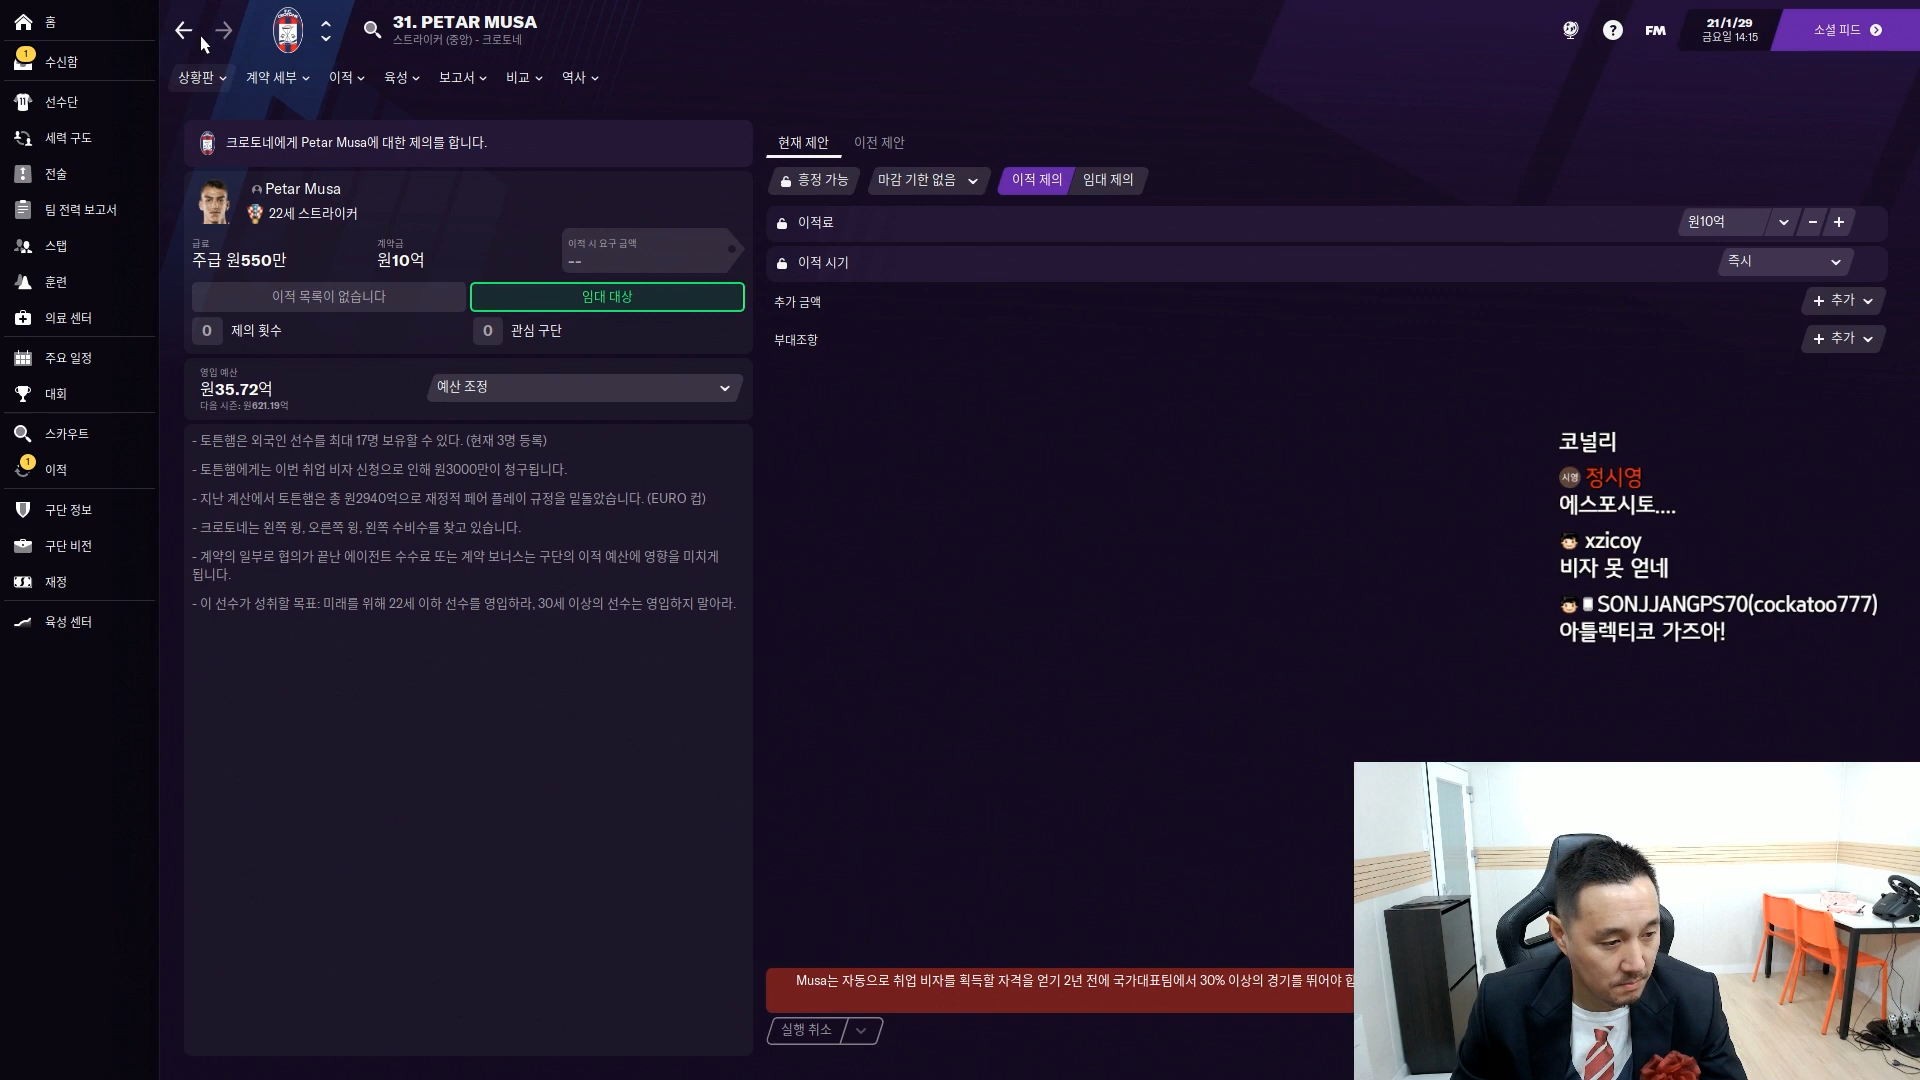 홈
수신함
1
선수단
세력 구도
전술
팀 전력 보고서
스탭
훈련
의료 센터
주요 일정
대회
스카우트
이적
1
구단 정보
구단 비전
재정
육성 센터
31. PETAR MUSA
스트라이커 (중앙) - 크로토네
FM
21/1/29
금요일 14:15
소셜 피드
상황판
계약 세부
이적
육성
보고서
비교
역사
크로토네에게 Petar Musa에 대한 제의를 합니다.
Petar Musa
22세 스트라이커
급료
주급 원550만
계약금
원10억
이적 시 요구 금액
--
이적 목록이 없습니다
임대 대상
0 제의 횟수
0 관심 구단
영입 예산
원35.72억
다음 시즌: 원621.19억
예산 조정
- 토튼햄은 외국인 선수를 최대 17명 보유할 수 있다. (현재 3명 등록)
- 토튼햄에게는 이번 취업 비자 신청으로 인해 원3000만이 청구됩니다.
- 지난 계산에서 토튼햄은 총 원2940억으로 재정적 페어 플레이 규정을 밑돌았습니다. (EURO 컵)
- 크로토네는 왼쪽 윙, 오른쪽 윙, 왼쪽 수비수를 찾고 있습니다.
- 계약의 일부로 협의가 끝난 에이전트 수수료 또는 계약 보너스는 구단의 이적 예산에 영향을 미치게
됩니다.
- 이 선수가 성취할 목표: 미래를 위해 22세 이하 선수를 영입하라, 30세 이상의 선수는 영입하지 말아라.
현재 제안
이전 제안
흥정 가능
마감 기한 없음
이적 제의
임대 제의
이적료
원10억
이적 시기
즉시
추가 금액
+ 추가
부대조항
+ 추가
코널리
시영 정시영
에스포시토....
xzicoy
비자 못 얻네
SONJJANGPS70(cockatoo777)
아틀렉티코 가즈아!
Musa는 자동으로 취업 비자를 획득할 자격을 얻기 2년 전에 국가대표팀에서 30% 이상의 경기를 뛰어야 합
실행 취소